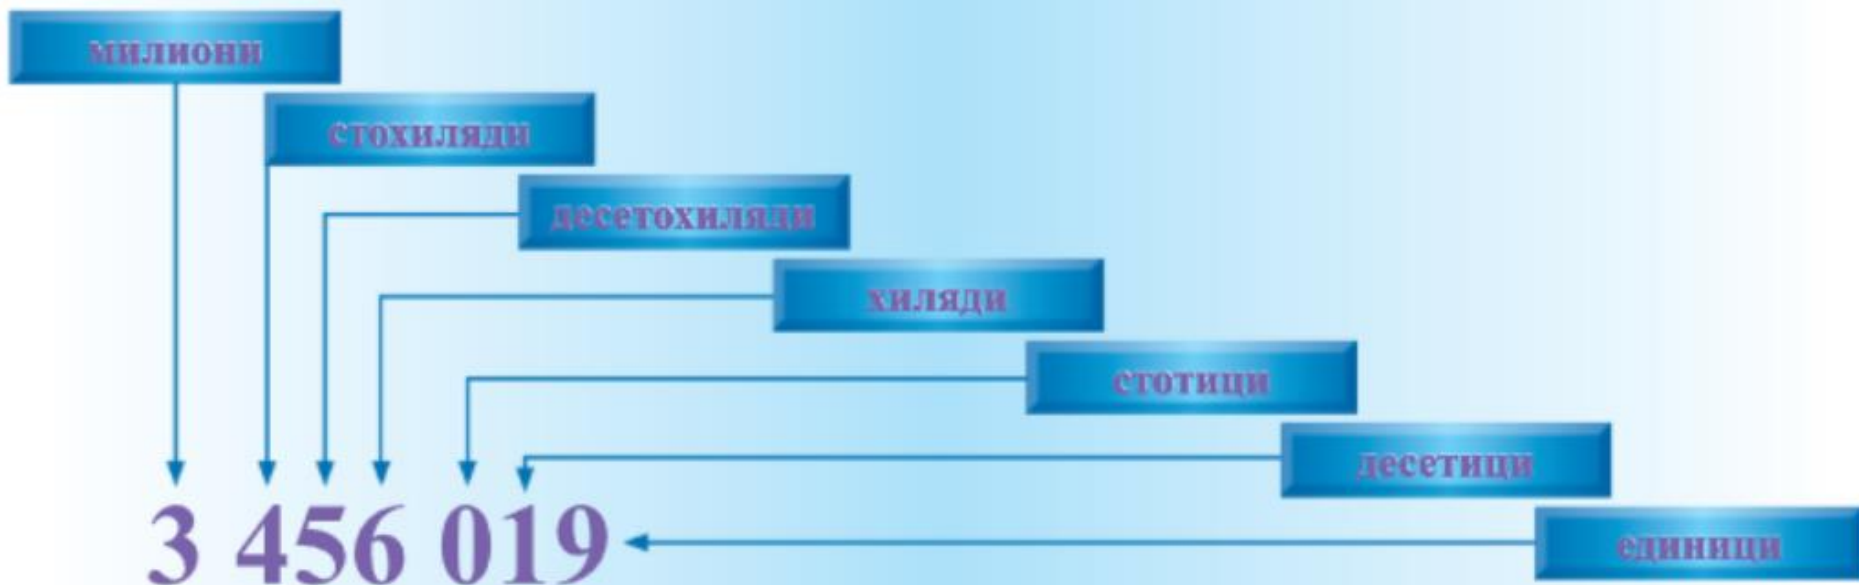 милиони
стохиляди
десетохиляди
хиляди
стотици
десетици
единици
3 456 019